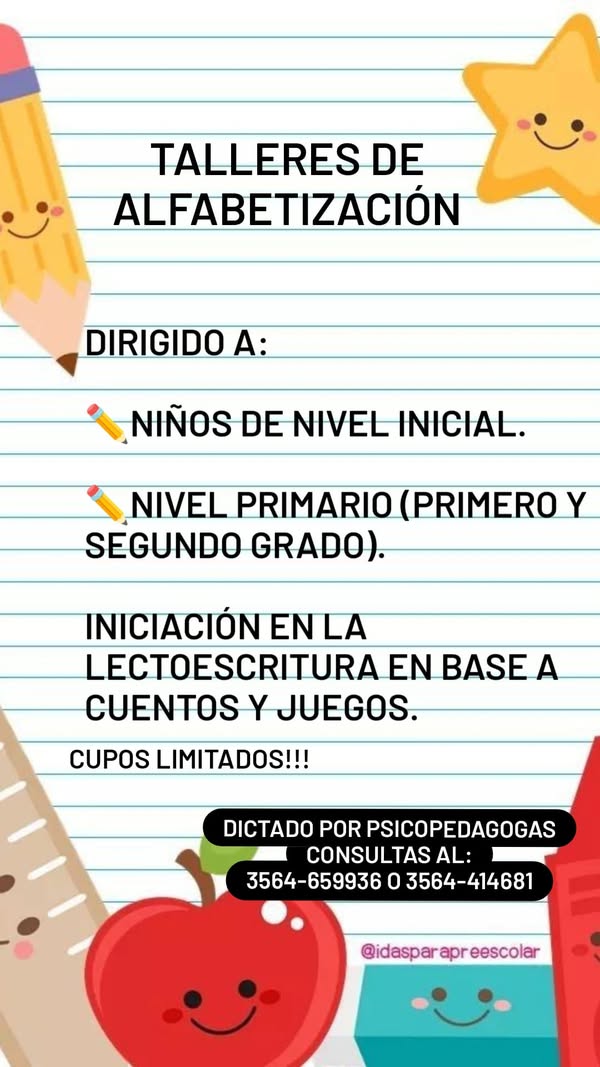 TALLERES DE
ALFABETIZACIÓN
DIRIGIDO A:
✏️NIÑOS DE NIVEL INICIAL.
✏️NIVEL PRIMARIO (PRIMERO Y
SEGUNDO GRADO).
INICIACIÓN EN LA
LECTOESCRITURA EN BASE A
CUENTOS Y JUEGOS.
CUPOS LIMITADOS!!!
DICTADO POR PSICOPEDAGOGAS
CONSULTAS AL:
3564-659936 O 3564-414681
@idasparapreescolar